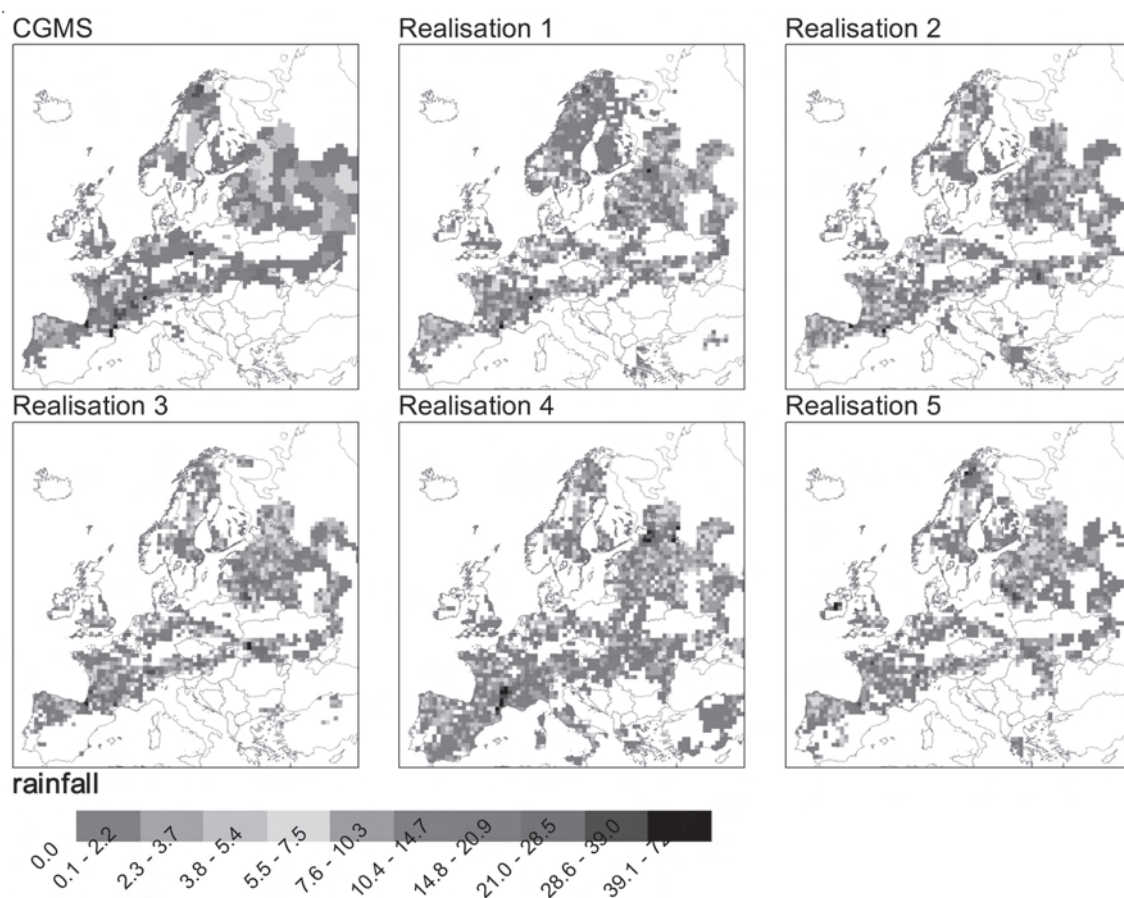 CGMS
Realisation 1
Realisation 2
Realisation 3
Realisation 4
Realisation 5
rainfall
0.0
0.1 - 2.2
2.3 - 3.7
3.8 - 5.4
5.5 - 7.5
7.6 - 10.3
10.4 - 14.7
14.8 - 20.9
21.0 - 28.5
28.6 - 39.0
39.1 -